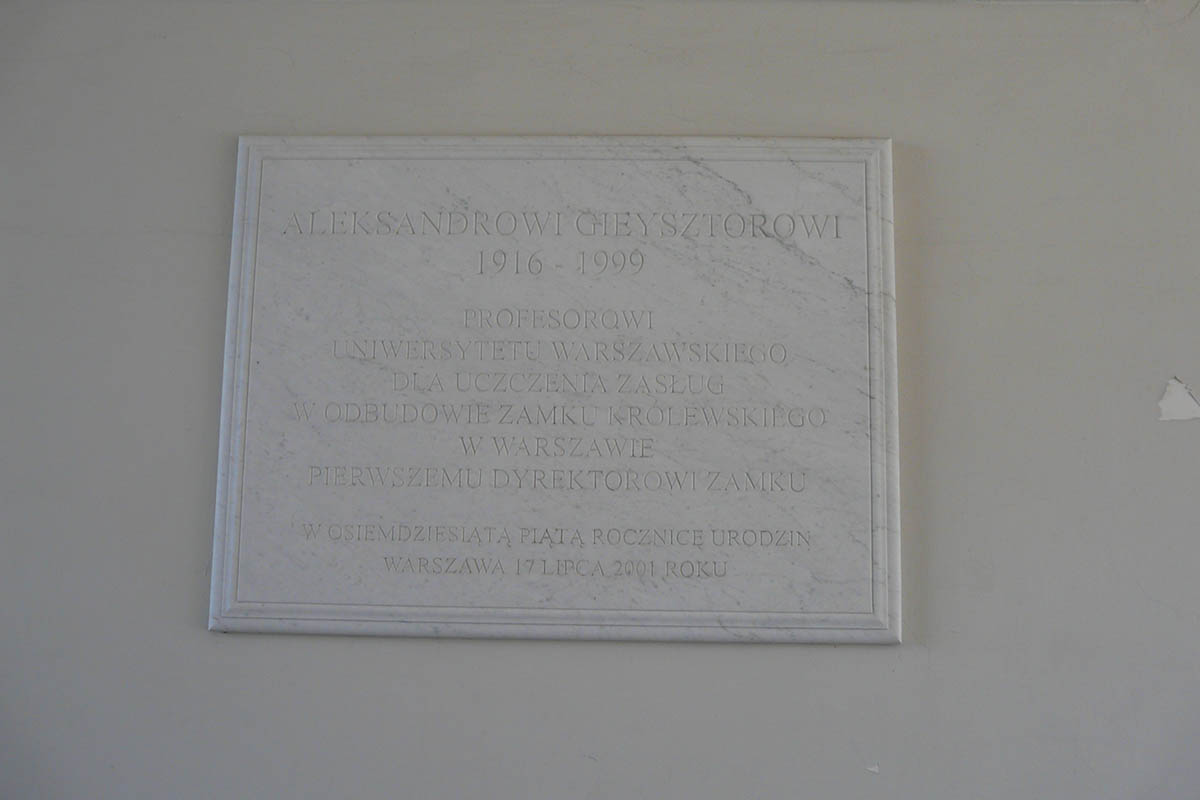 ALEKSANDROWI GIEYSZTOROWI
1916 - 1999
PROFESOROWI
UNIWERSYTETU WARSZAWSKIEGO
DLA UCZCZENIA ZASŁUG
W ODBUDOWIE ZAMKU KRÓLEWSKIEGO
W WARSZAWIE
PIERWSZEMU DYREKTOROWI ZAMKU
W OSIEMDZIESIĄTĄ PIĄTĄ ROCZNICĘ URODZIN
WARSZAWA 17 LIPCA 2001 ROKU